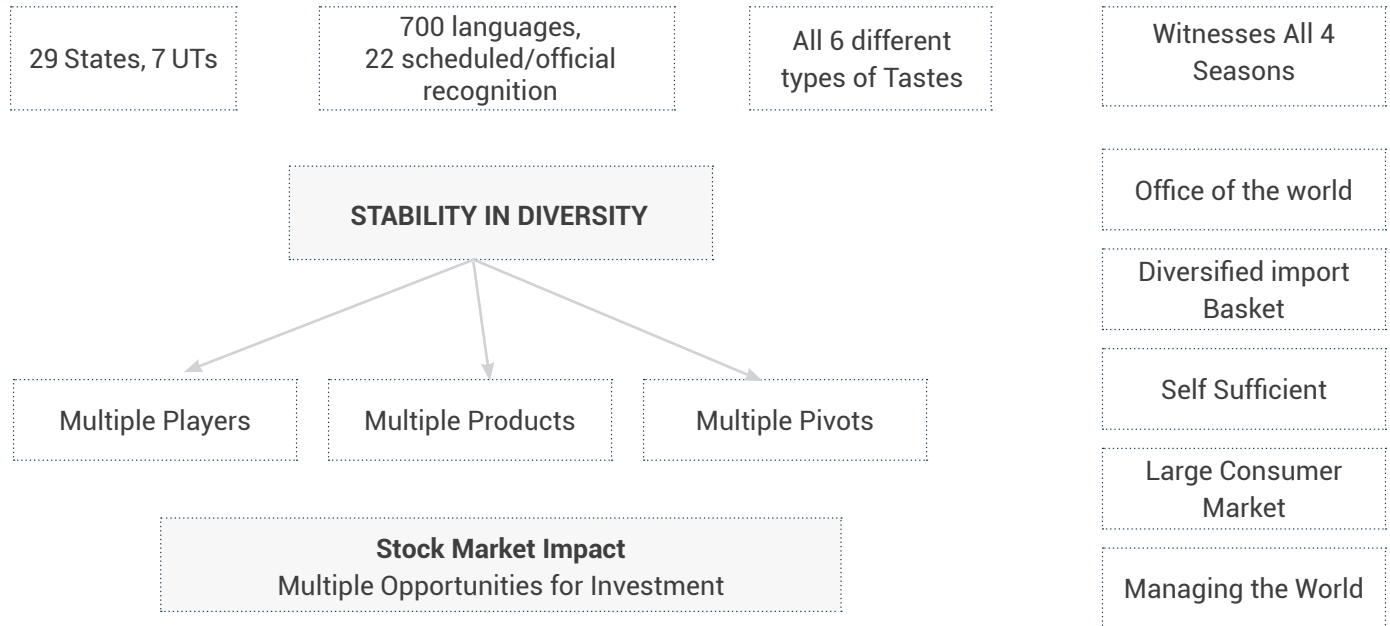 29 States, 7 UTs
700 languages,
22 scheduled/official
recognition
All 6 different
types of Tastes
Witnesses All 4
Seasons
STABILITY IN DIVERSITY
Multiple Players
Multiple Products
Multiple Pivots
Stock Market Impact
Multiple Opportunities for Investment
Office of the world
Diversified import
Basket
Self Sufficient
Large Consumer
Market
Managing the World